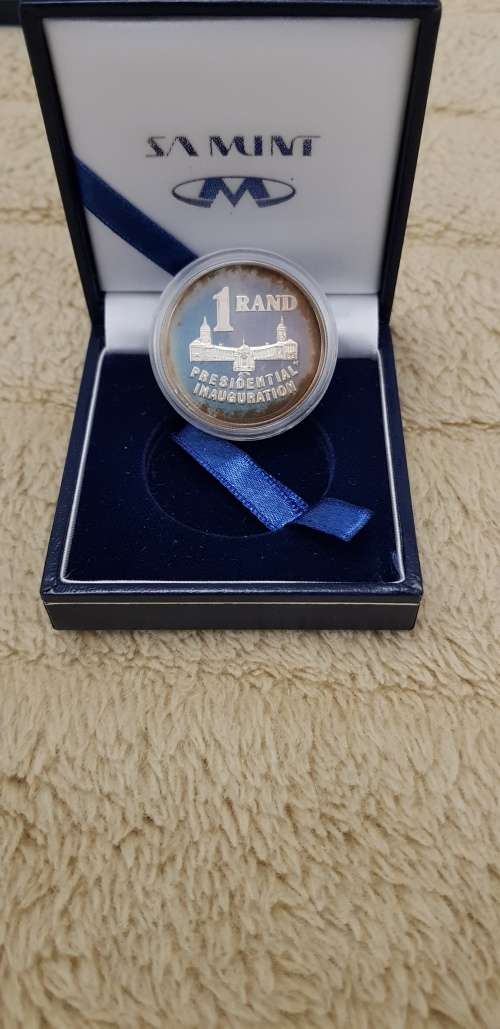 SA MINT
M
1 RAND
PRESIDENTIAL
INAUGURATION